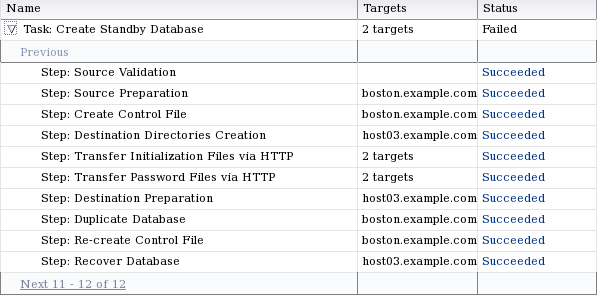 Name Targets Status
Task: Create Standby Database 2 targets Failed
Previous
Step: Source Validation Succeeded
Step: Source Preparation boston.example.com Succeeded
Step: Create Control File boston.example.com Succeeded
Step: Destination Directories Creation host03.example.com Succeeded
Step: Transfer Initialization Files via HTTP 2 targets Succeeded
Step: Transfer Password Files via HTTP 2 targets Succeeded
Step: Destination Preparation host03.example.com Succeeded
Step: Duplicate Database boston.example.com Succeeded
Step: Re-create Control File boston.example.com Succeeded
Step: Recover Database host03.example.com Succeeded
Next 11 - 12 of 12